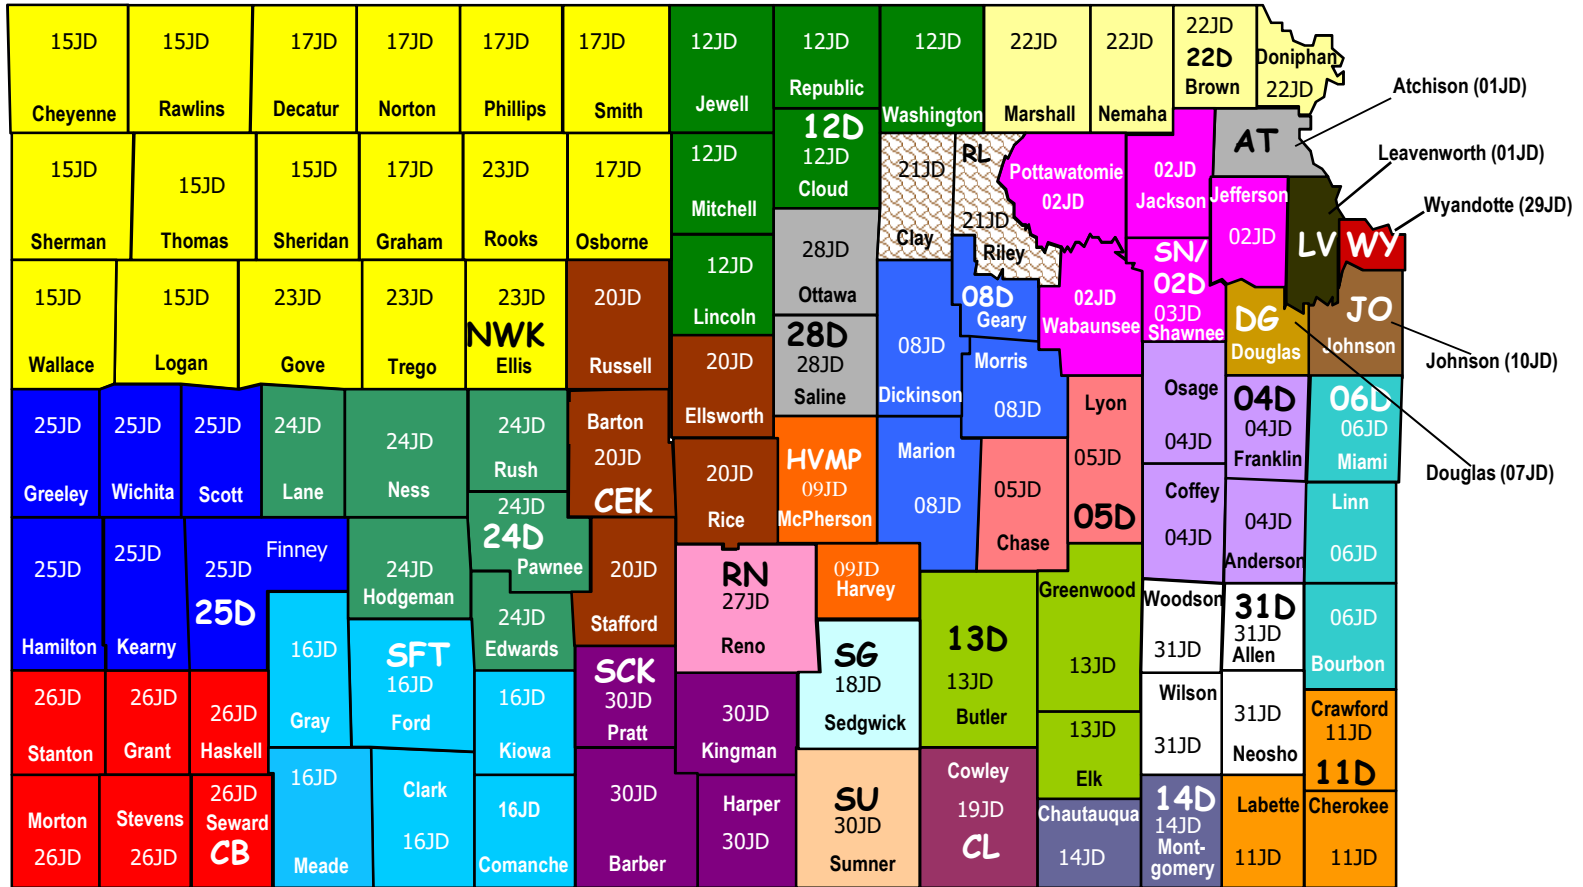 15JD
Cheyenne
15JD
Rawlins
17JD
Decatur
17JD
Norton
17JD
Phillips
17JD
Smith
12JD
Jewell
12JD
Republic
12JD
Washington
22JD
Marshall
22JD
Nemaha
22JD
22D
Brown
Doniphan
22JD
Atchison (01JD)
15JD
Sherman
15JD
Thomas
15JD
Sheridan
17JD
Graham
23JD
Rooks
17JD
Osborne
12JD
Mitchell
12D
12JD
Cloud
21JD
Clay
RL
21JD
Riley
Pottawatomie
02JD
02JD
Jackson
AT
Jefferson
02JD
Leavenworth (01JD)
LV
Wyandotte (29JD)
WY
15JD
Wallace
15JD
Logan
23JD
Gove
23JD
Trego
23JD
NWK
Ellis
20JD
Russell
12JD
Lincoln
28JD
Ottawa
28D
28JD
Saline
08JD
Dickinson
08D
Geary
02JD
Wabaunsee
SN/
02D
03JD
Shawnee
DG
Douglas
JO
Johnson
Johnson (10JD)
Douglas (07JD)
25JD
Greeley
25JD
Wichita
25JD
Scott
24JD
Lane
24JD
Ness
24JD
Rush
Barton
20JD
CEK
20JD
Ellsworth
20JD
Rice
HVMP
09JD
McPherson
Marion
08JD
Morris
08JD
05JD
Chase
Lyon
05JD
05D
Osage
04JD
04D
04JD
Franklin
06D
06JD
Miami
Coffey
04JD
04JD
Anderson
Linn
06JD
25JD
Hamilton
25JD
Kearny
Finney
25JD
25D
24JD
Hodgeman
24JD
24D
Pawnee
24JD
Edwards
20JD
Stafford
RN
27JD
Reno
09JD
Harvey
13D
13JD
Butler
Greenwood
13JD
Woodson
31JD
31D
31JD
Allen
06JD
Bourbon
26JD
Stanton
26JD
Grant
26JD
Haskell
16JD
Gray
SFT
16JD
Ford
16JD
Kiowa
SCK
30JD
Pratt
30JD
Kingman
SG
18JD
Sedgwick
13JD
Elk
Wilson
31JD
31JD
Neosho
Crawford
11JD
11D
Morton
26JD
Stevens
26JD
26JD
Seward
CB
16JD
Meade
Clark
16JD
16JD
Comanche
30JD
Barber
Harper
30JD
SU
30JD
Sumner
Cowley
19JD
CL
Chautauqua
14JD
14D
14JD
Mont-
gomery
Labette
11JD
Cherokee
11JD